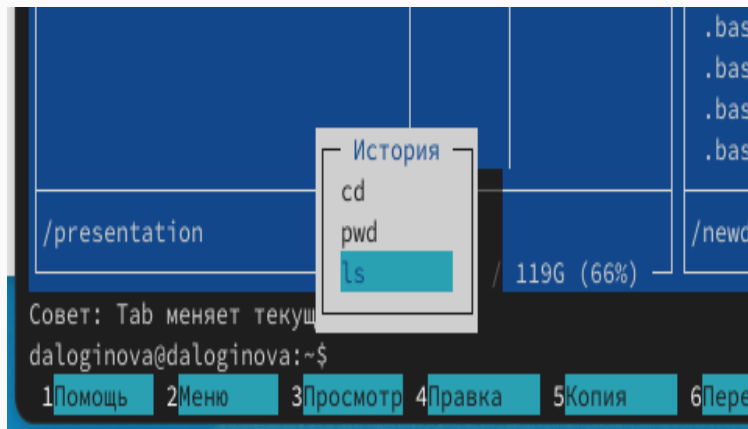 .bas
.bas
.bas
.bas
История
cd
pwd
ls
/presentation
/newd
/ 119G (66%)
Совет: Tab меняет текущ
daloginova@daloginova:~$
1Помощь 2Меню 3Просмотр 4Правка 5Копия 6Пере